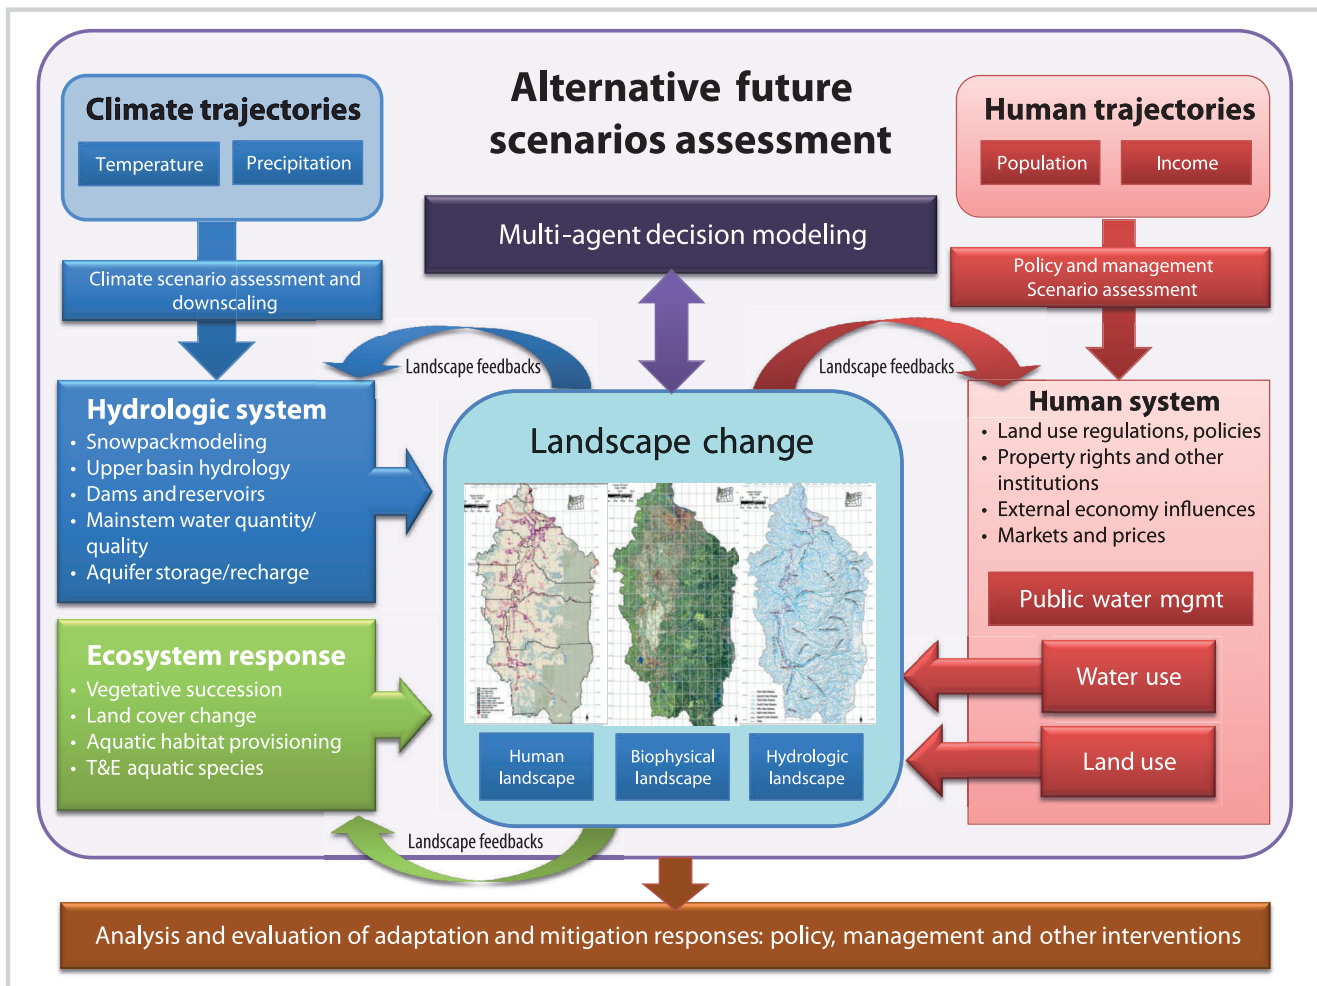 Alternative future
scenarios assessment
Climate trajectories
Temperature
Precipitation
Human trajectories
Population
Income
Multi-agent decision modeling
Climate scenario assessment and
downscaling
Policy and management
Scenario assessment
Landscape feedbacks
Landscape feedbacks
Hydrologic system
• Snowpackmodeling
• Upper basin hydrology
• Dams and reservoirs
• Mainstem water quantity/
quality
• Aquifer storage/recharge
Landscape change
Human
landscape
Biophysical
landscape
Hydrologic
landscape
Human system
• Land use regulations, policies
• Property rights and other
institutions
• External economy influences
• Markets and prices
Public water mgmt
Water use
Land use
Ecosystem response
• Vegetative succession
• Land cover change
• Aquatic habitat provisioning
• T&E aquatic species
Landscape feedbacks
Analysis and evaluation of adaptation and mitigation responses: policy, management and other interventions